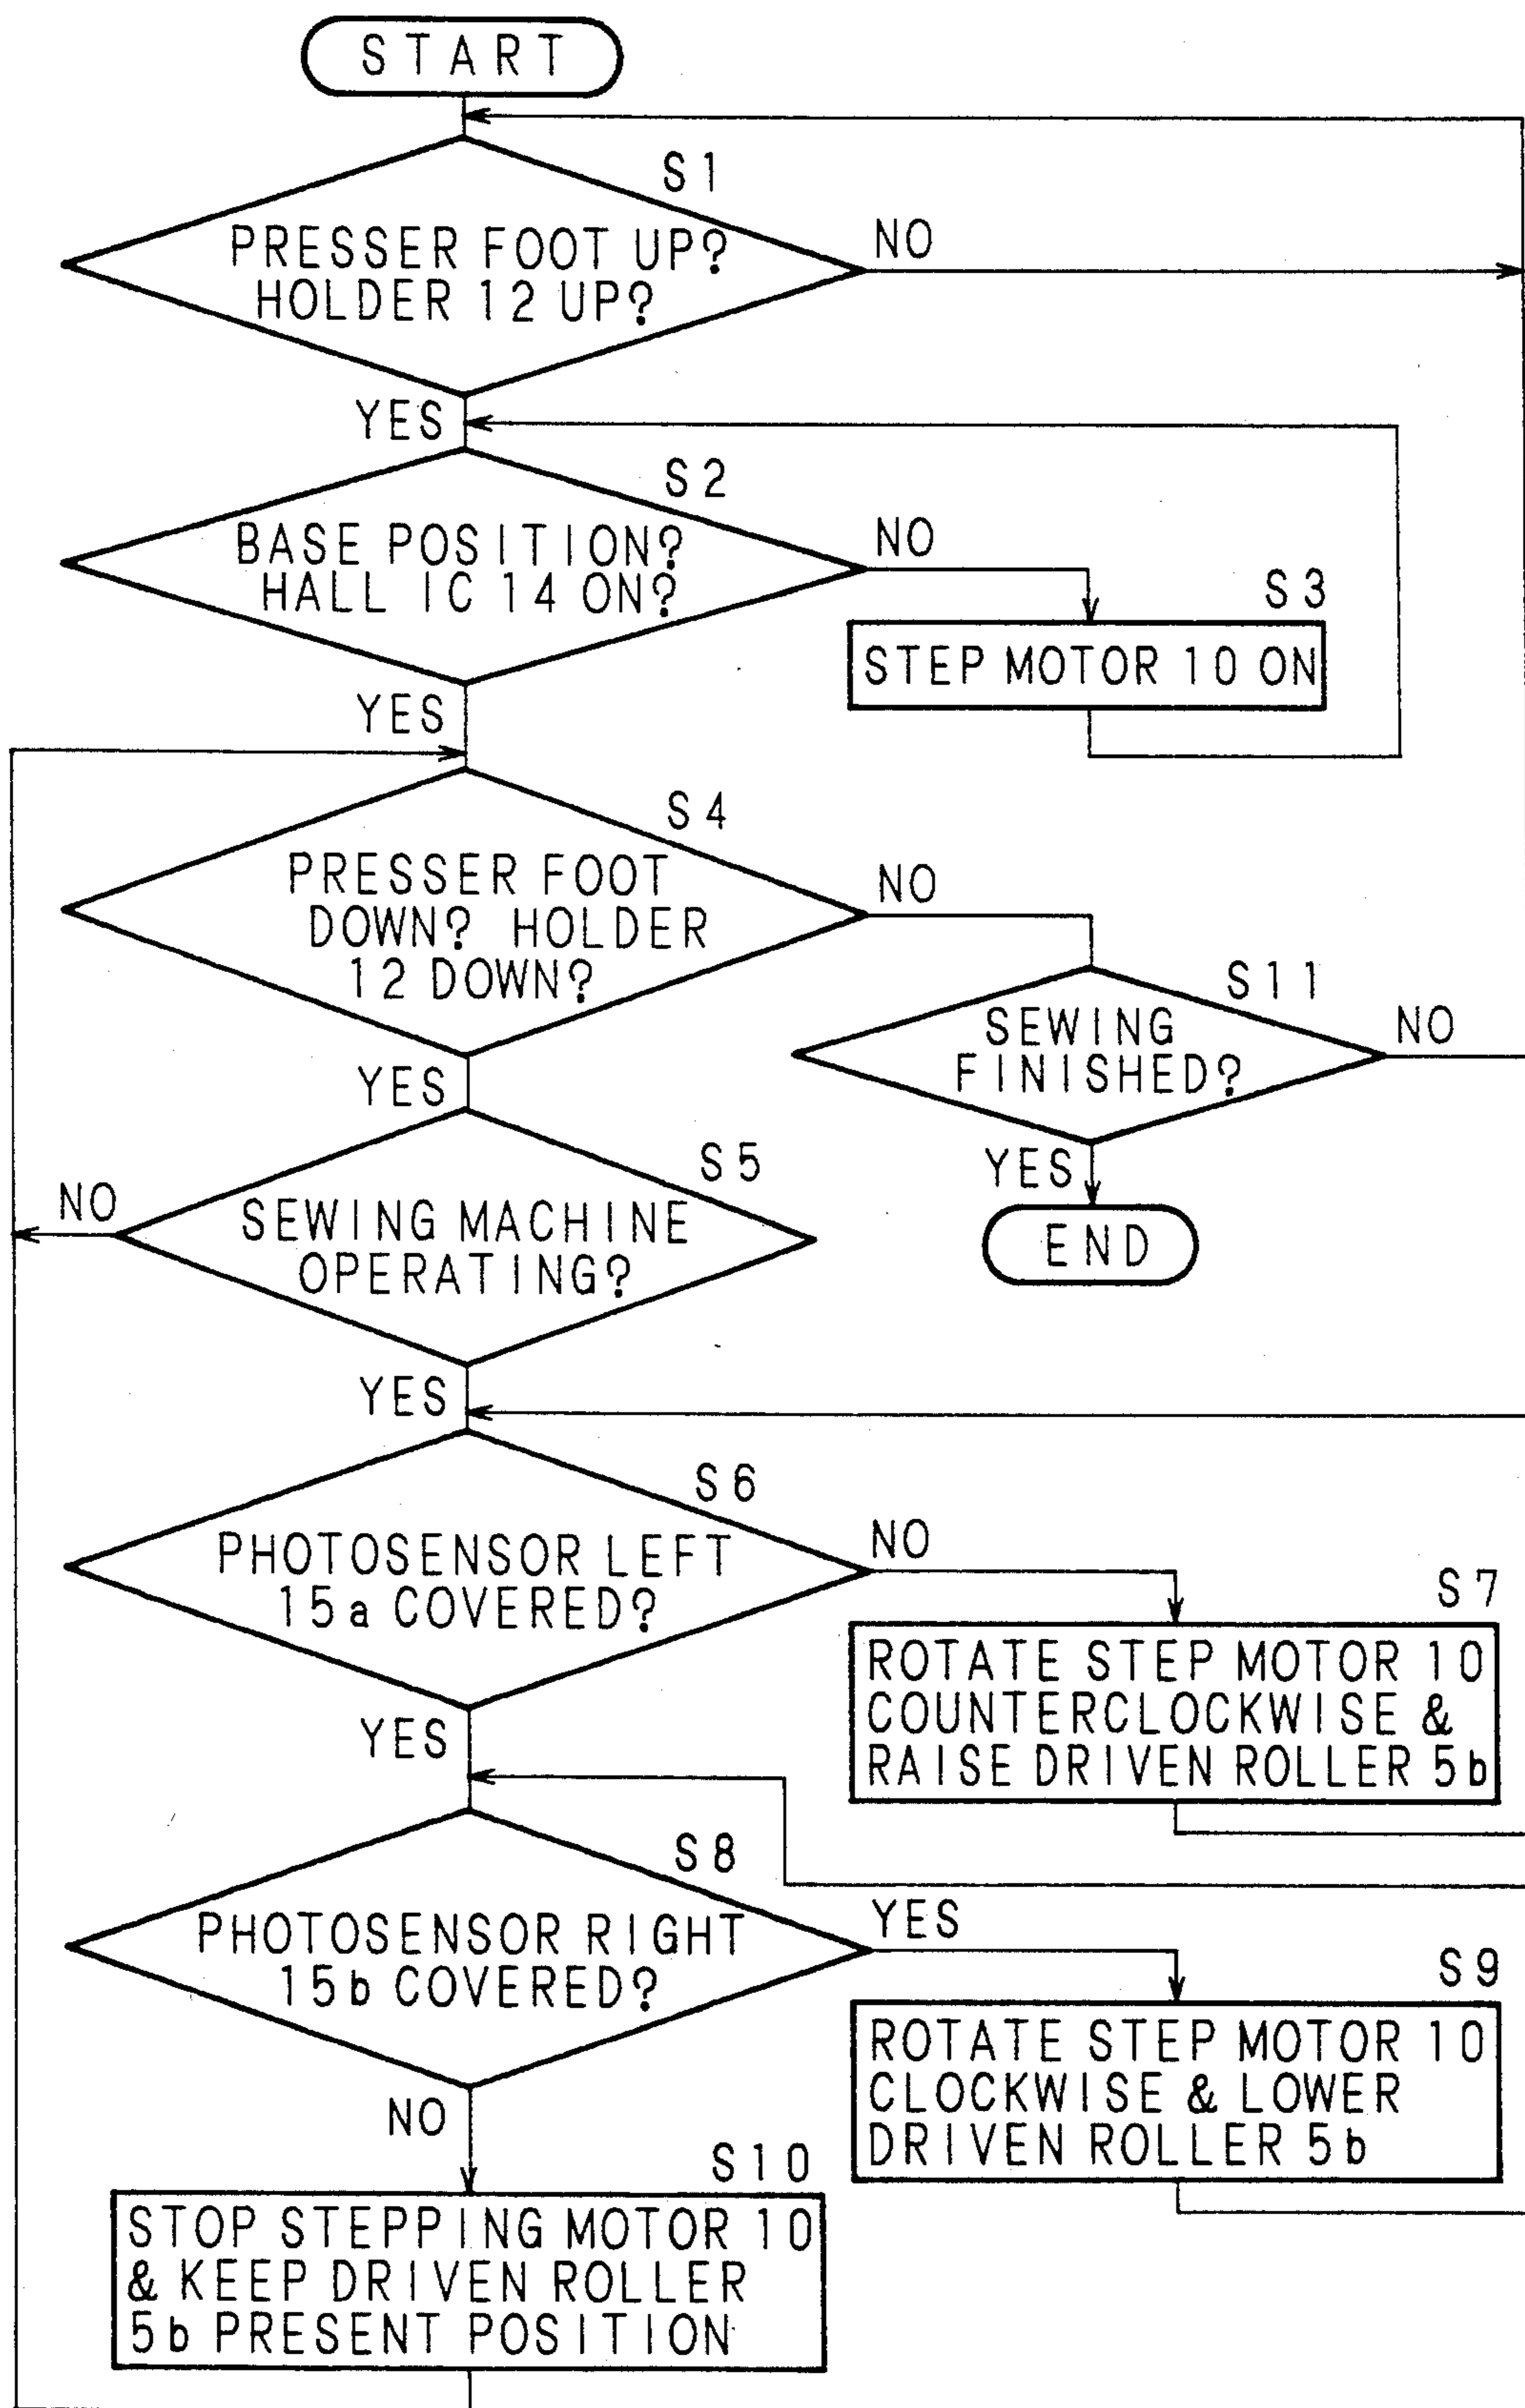 START
S1
PRESSER FOOT UP?
HOLDER 12 UP?
NO
YES
S2
BASE POSITION?
HALL IC 14 ON?
NO
S3
STEP MOTOR 10 ON
YES
S4
PRESSER FOOT
DOWN? HOLDER
12 DOWN?
NO
S11
SEWING
FINISHED?
NO
YES
END
YES
S5
SEWING MACHINE
OPERATING?
NO
YES
S6
PHOTOSENSOR LEFT
15a COVERED?
NO
S7
ROTATE STEP MOTOR 10
COUNTERCLOCKWISE &
RAISE DRIVEN ROLLER 5b
YES
S8
PHOTOSENSOR RIGHT
15b COVERED?
YES
S9
ROTATE STEP MOTOR 10
CLOCKWISE & LOWER
DRIVEN ROLLER 5b
NO
S10
STOP STEPPING MOTOR 10
& KEEP DRIVEN ROLLER
5b PRESENT POSITION